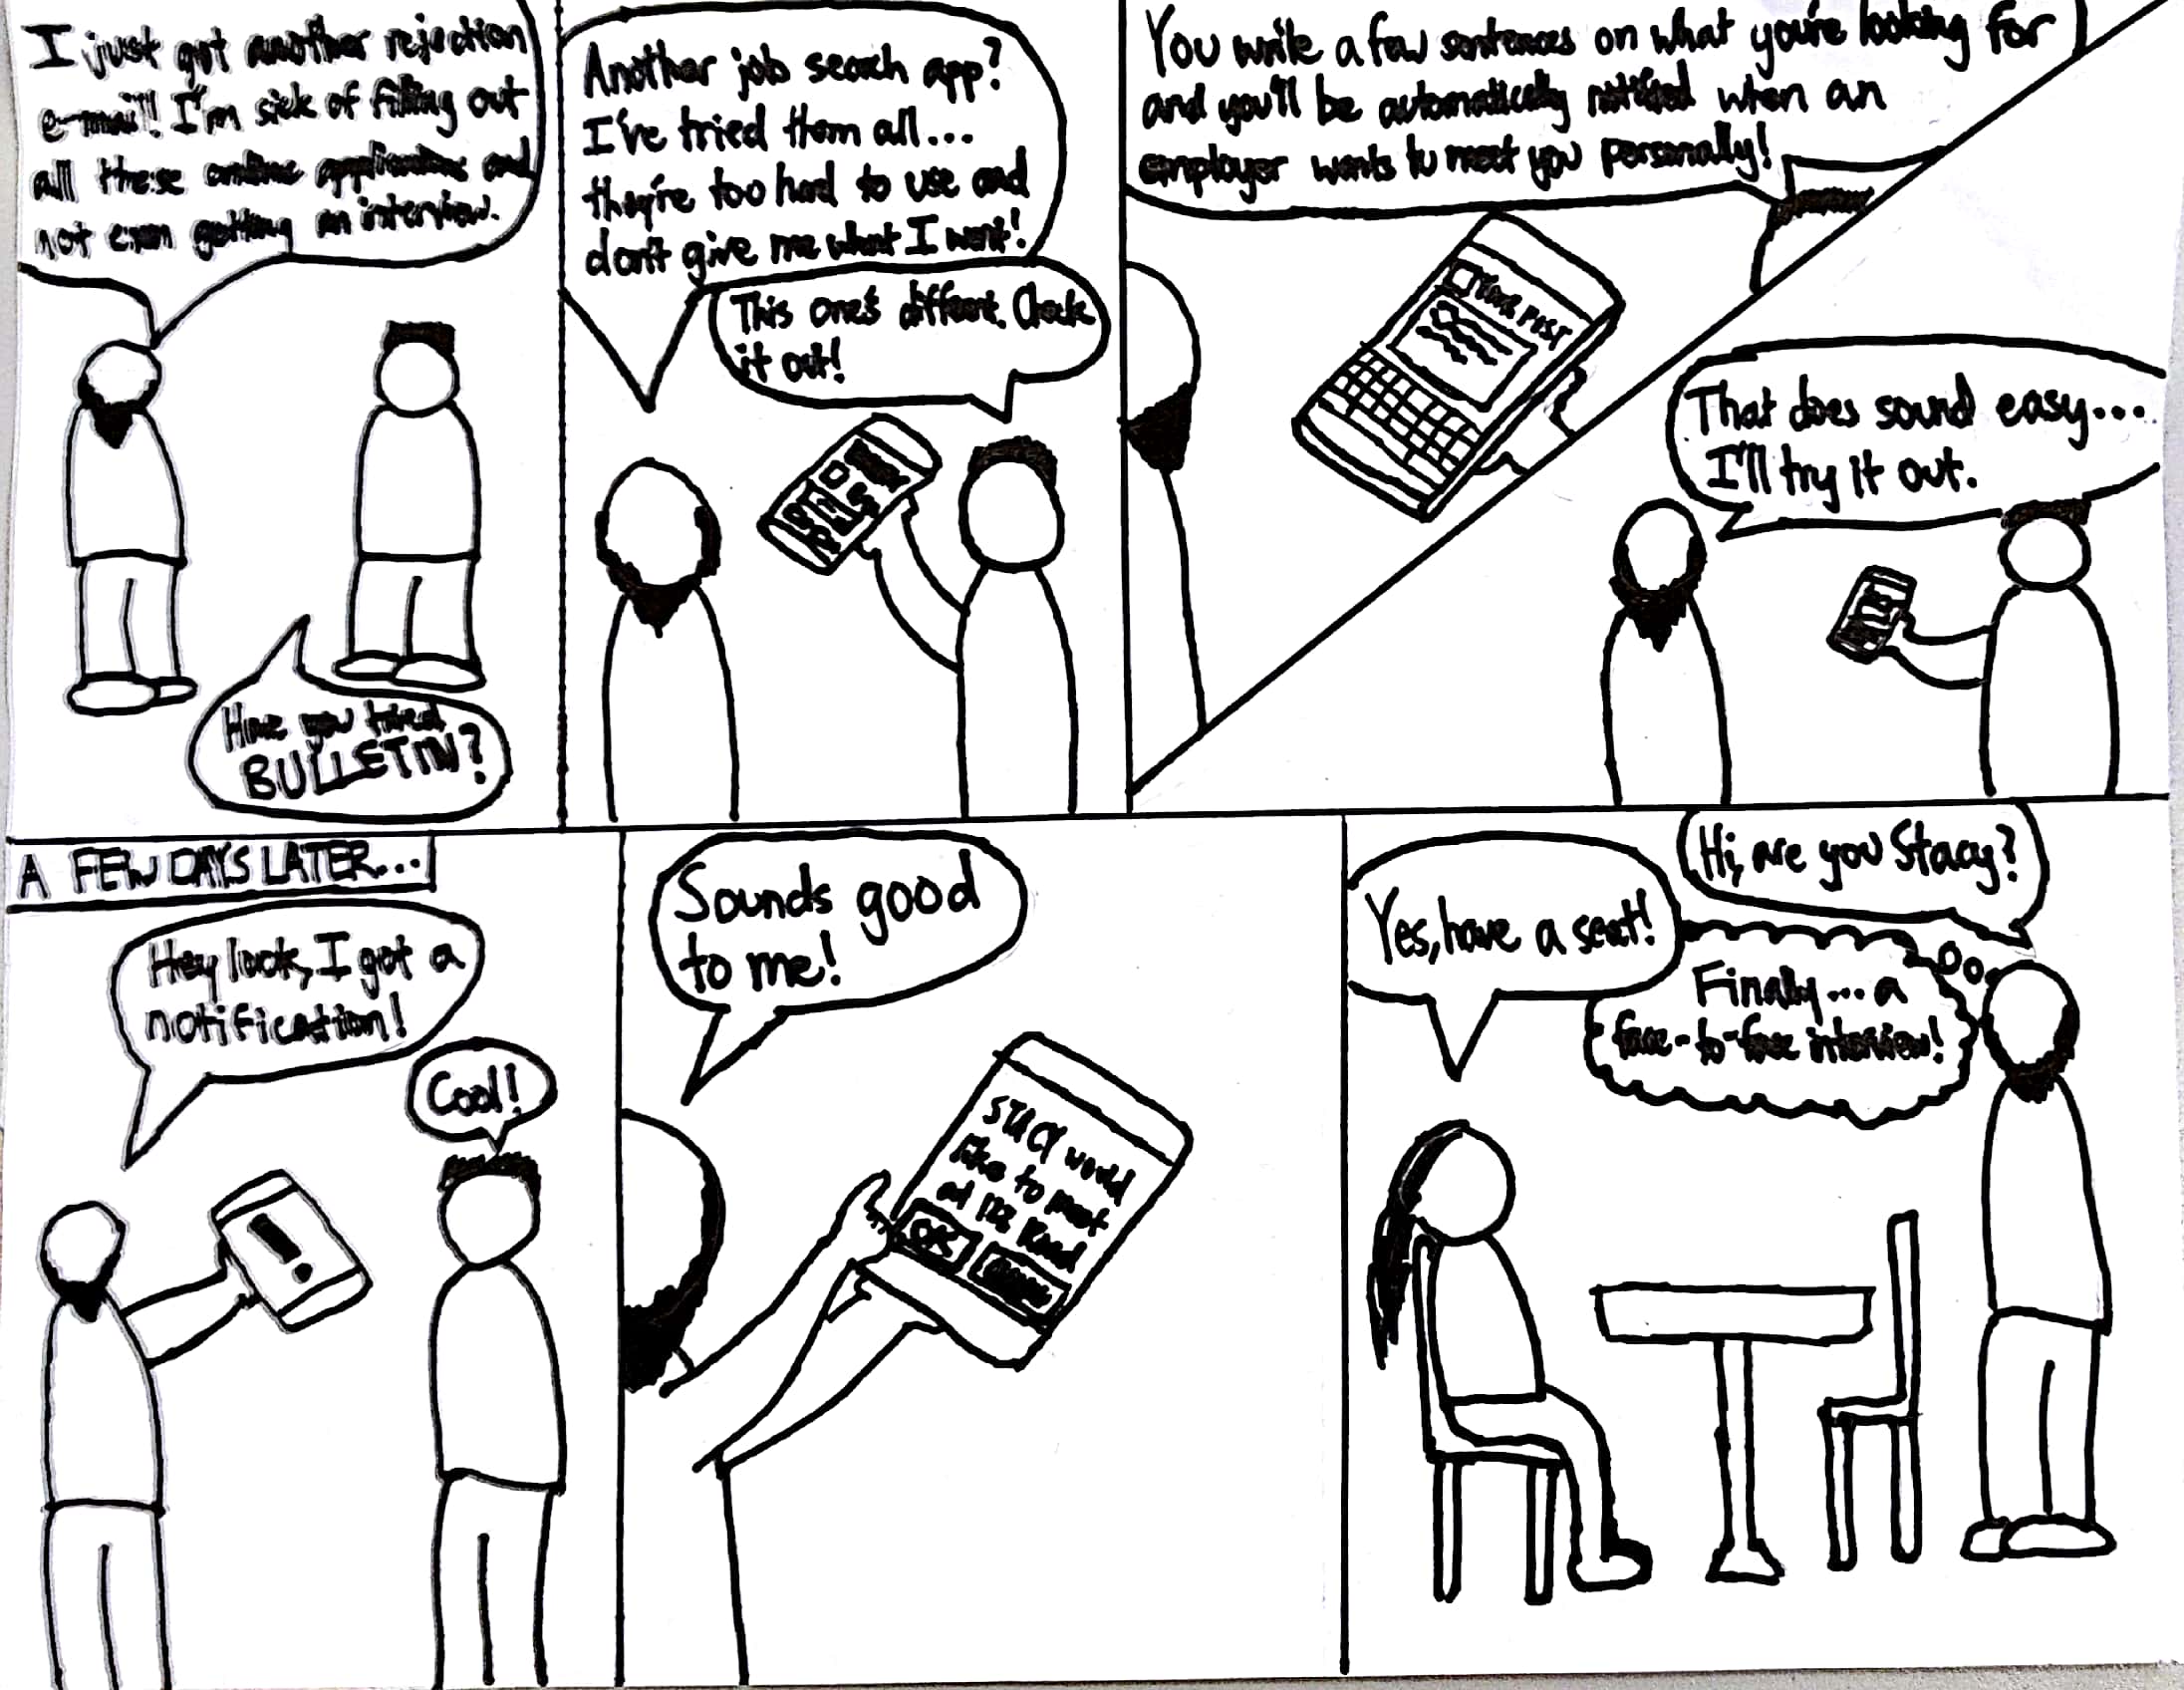 I just got another rejection
e-mail! I'm sick of filling out
all these online applications and
not even getting an interview.
Have you tried
BULLETIN?
Another job search app?
I've tried them all...
they're too hard to use and
don't give me what I want!
This one's different. Check
it out!
You write a few sentences on what you're looking for
and you'll be automatically notified when an
employer wants to meet you personally!
YOUR POST
That does sound easy...
I'll try it out.
A FEW DAYS LATER...
Hey look, I got a
notification!
Cool!
!
Sounds good
to me!
STACY would
like to meet
at
OK
Hi, are you Stacy?
Yes, have a seat!
Finally... a
face-to-face interview!